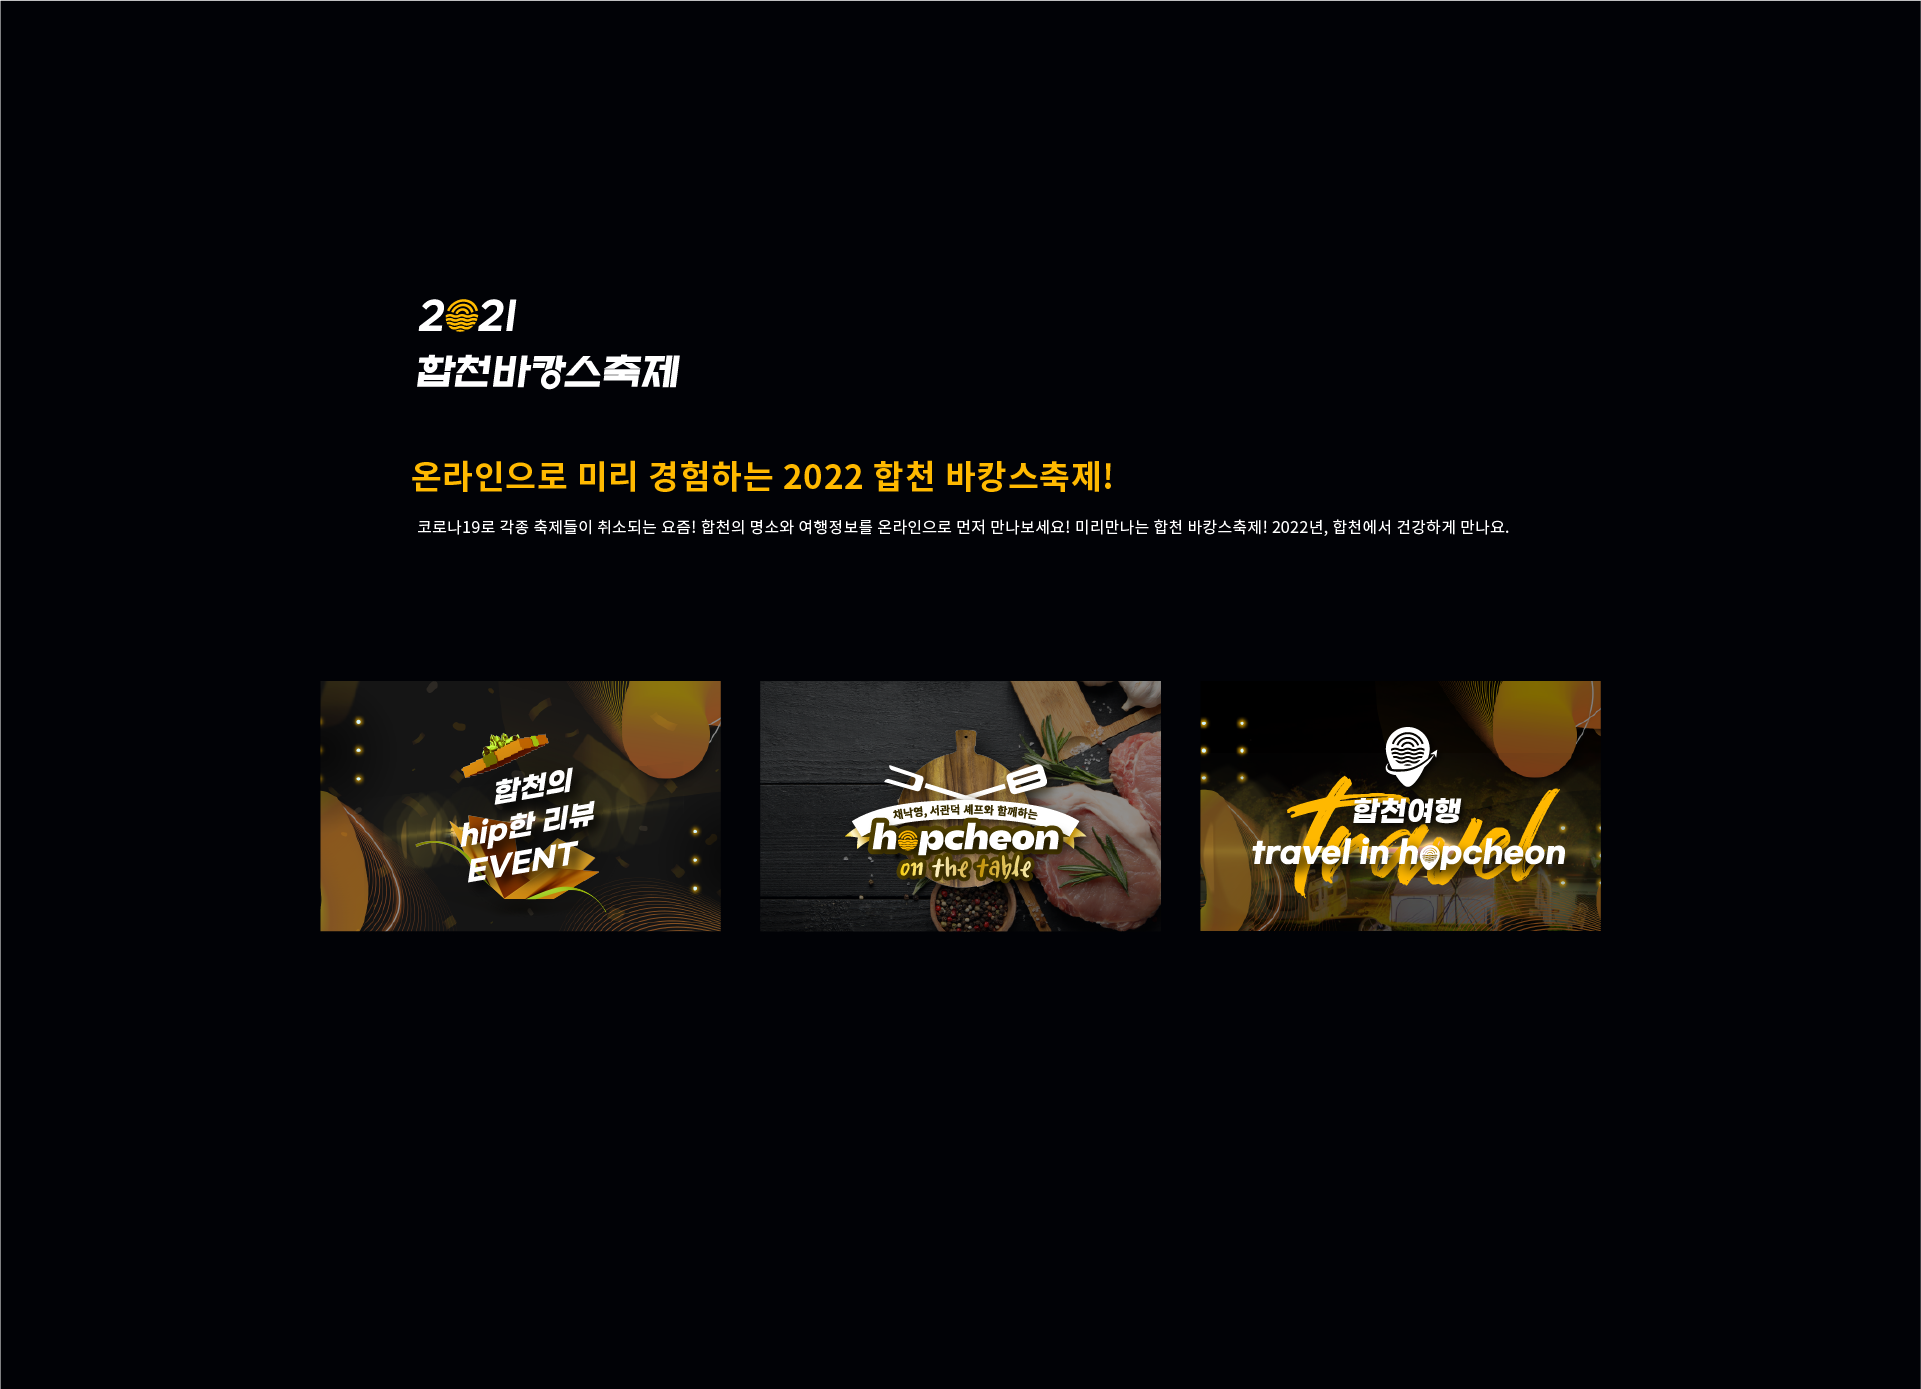 2021
합천바캉스축제
온라인으로 미리 경험하는 2022 합천 바캉스축제!
코로나19로 각종 축제들이 취소되는 요즘! 합천의 명소와 여행정보를 온라인으로 먼저 만나보세요! 미리만나는 합천 바캉스축제! 2022년, 합천에서 건강하게 만나요.
합천의
hip한 리뷰
EVENT
채낙영, 서관덕 셰프와 함께하는
hopcheon
on the table
Travel
합천여행
travel in hopcheon